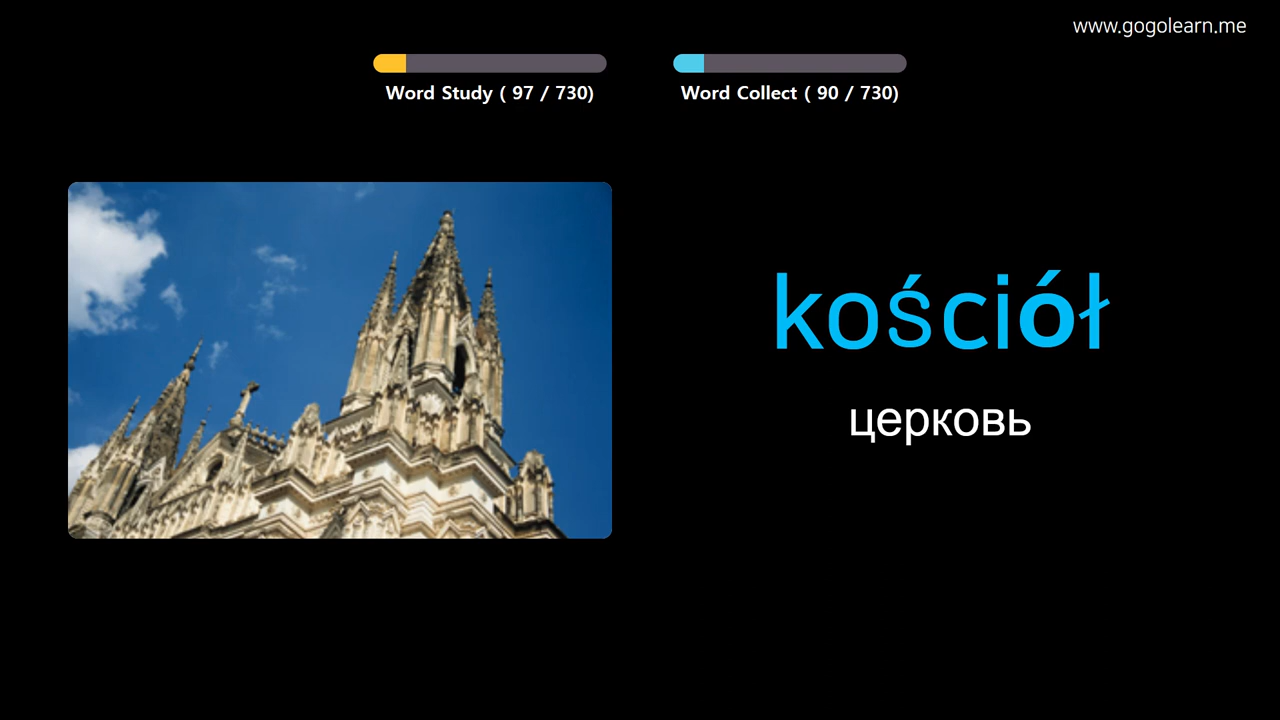 www.gogolearn.me
Word Study ( 97 / 730)
Word Collect ( 90 / 730)
kościół
церковь